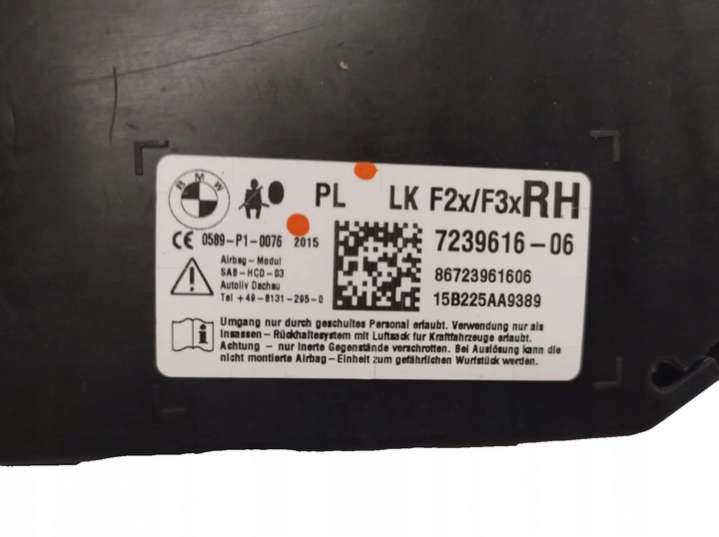 BMW
PL LK F2x/F3xRH
CE 0589-P1-0076 2015
7239616-06
86723961606
15B225AA9389
Airbag-Modul
SAB-HCD-03
Autoliv Dachau
Tel +49-8131-295-0
Umgang nur durch geschultes Personal erlaubt. Verwendung nur als
Insassen-Rückhaltesystem mit Luftsack für Kraftfahrzeuge erlaubt.
Achtung - nur inerte Gegenstände verschrotten. Bei Auslösung kann die
nicht montierte Airbag-Einheit zum gefährlichen Wurfstück werden.